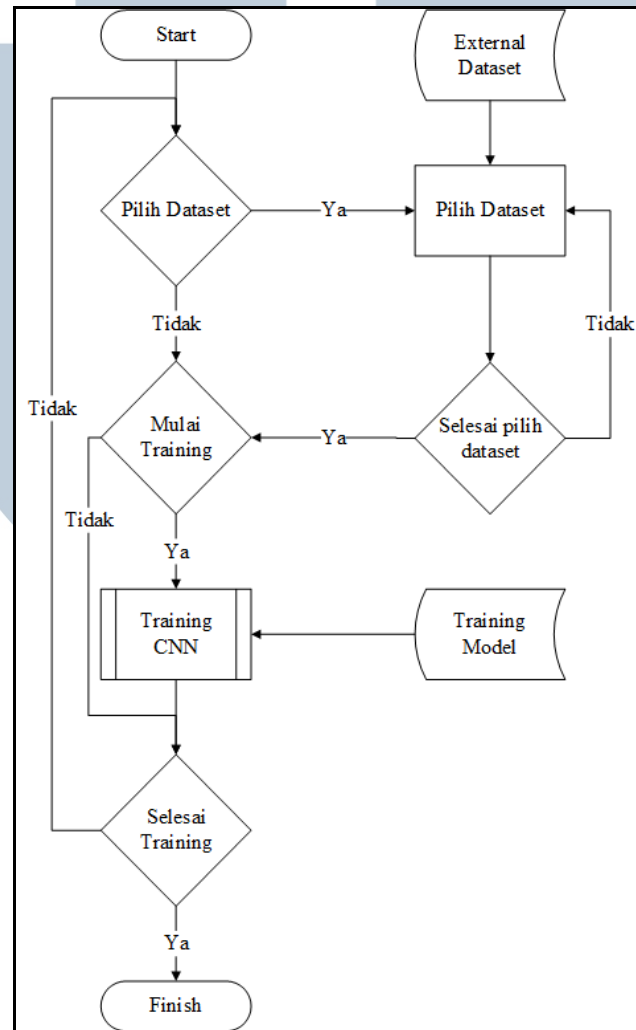 Start
External
Dataset
Pilih Dataset
Ya
Pilih Dataset
Tidak
Tidak
Tidak
Mulai
Training
Ya
Selesai pilih
dataset
Tidak
Ya
Training
CNN
Training
Model
Selesai
Training
Ya
Finish